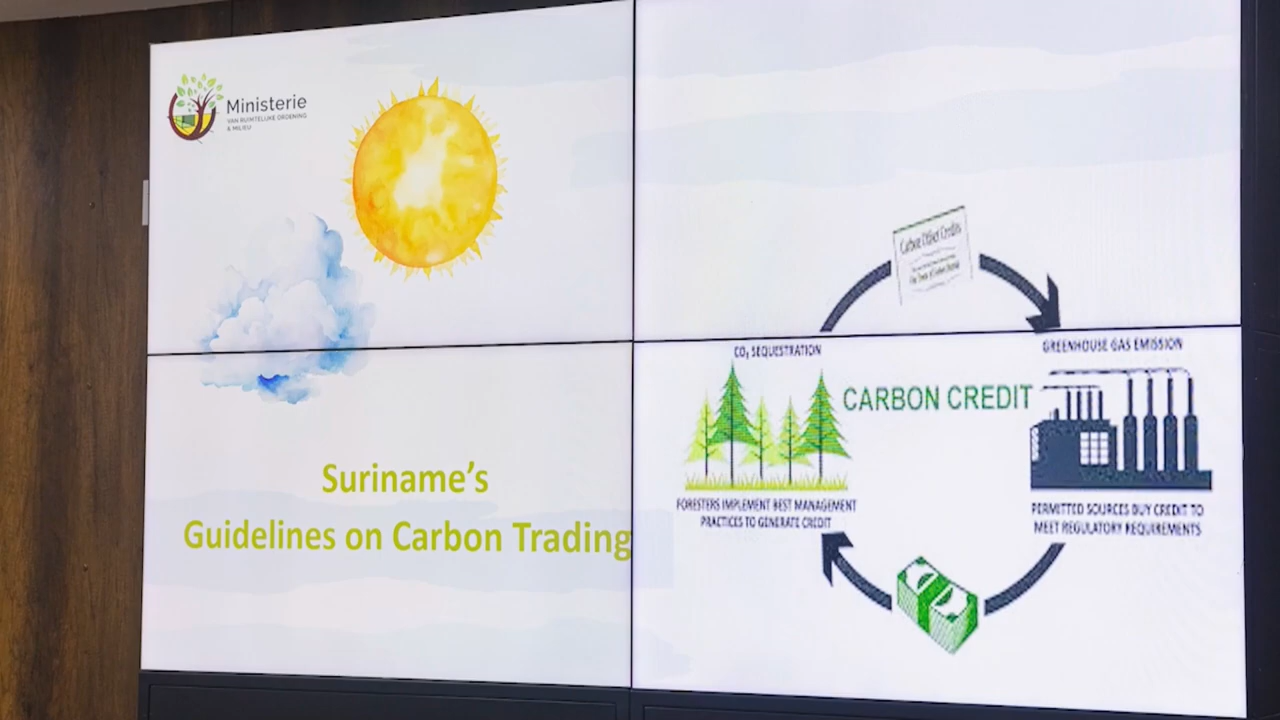 Ministerie
VAN RUIMTELIJKE ORDENING
& MILIEU
Suriname's
Guidelines on Carbon Trading
Carbon Offset Credits
CO₂ SEQUESTRATION
GREENHOUSE GAS EMISSION
CARBON CREDIT
FORESTERS IMPLEMENT BEST MANAGEMENT
PRACTICES TO GENERATE CREDIT
PERMITTED SOURCES BUY CREDIT TO
MEET REGULATORY REQUIREMENTS